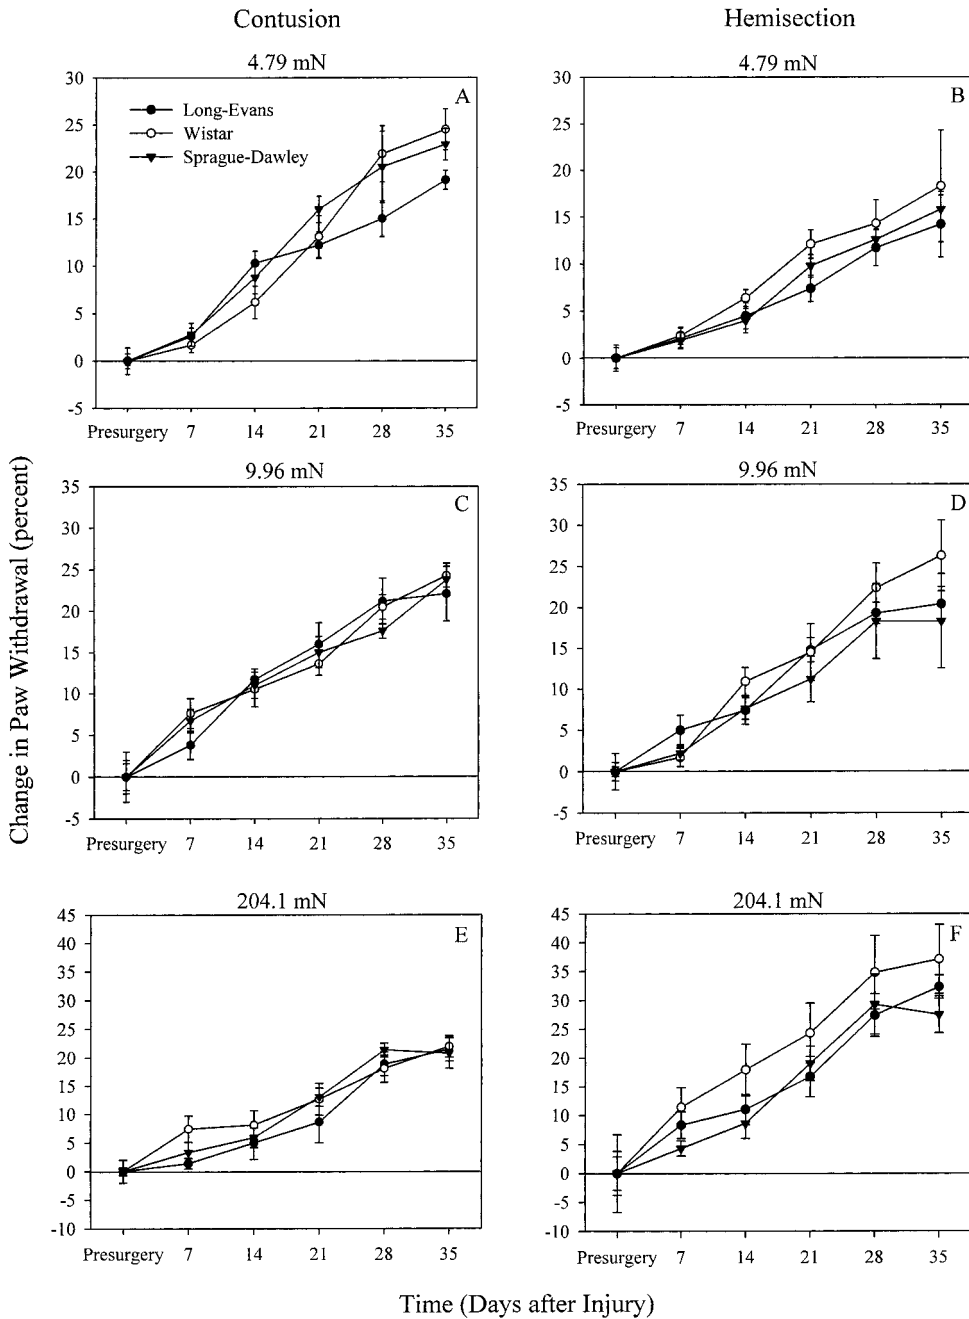 Contusion
Hemisection
4.79 mN
4.79 mN
30
25
20
15
10
5
0
-5
A
Long-Evans
Wistar
Sprague-Dawley
Presurgery 7 14 21 28 35
30
25
20
15
10
5
0
-5
B
Presurgery 7 14 21 28 35
Change in Paw Withdrawal (percent)
9.96 mN
9.96 mN
35
30
25
20
15
10
5
0
-5
C
Presurgery 7 14 21 28 35
35
30
25
20
15
10
5
0
-5
D
Presurgery 7 14 21 28 35
204.1 mN
204.1 mN
45
40
35
30
25
20
15
10
5
0
-5
-10
E
Presurgery 7 14 21 28 35
45
40
35
30
25
20
15
10
5
0
-5
-10
F
Presurgery 7 14 21 28 35
Time (Days after Injury)